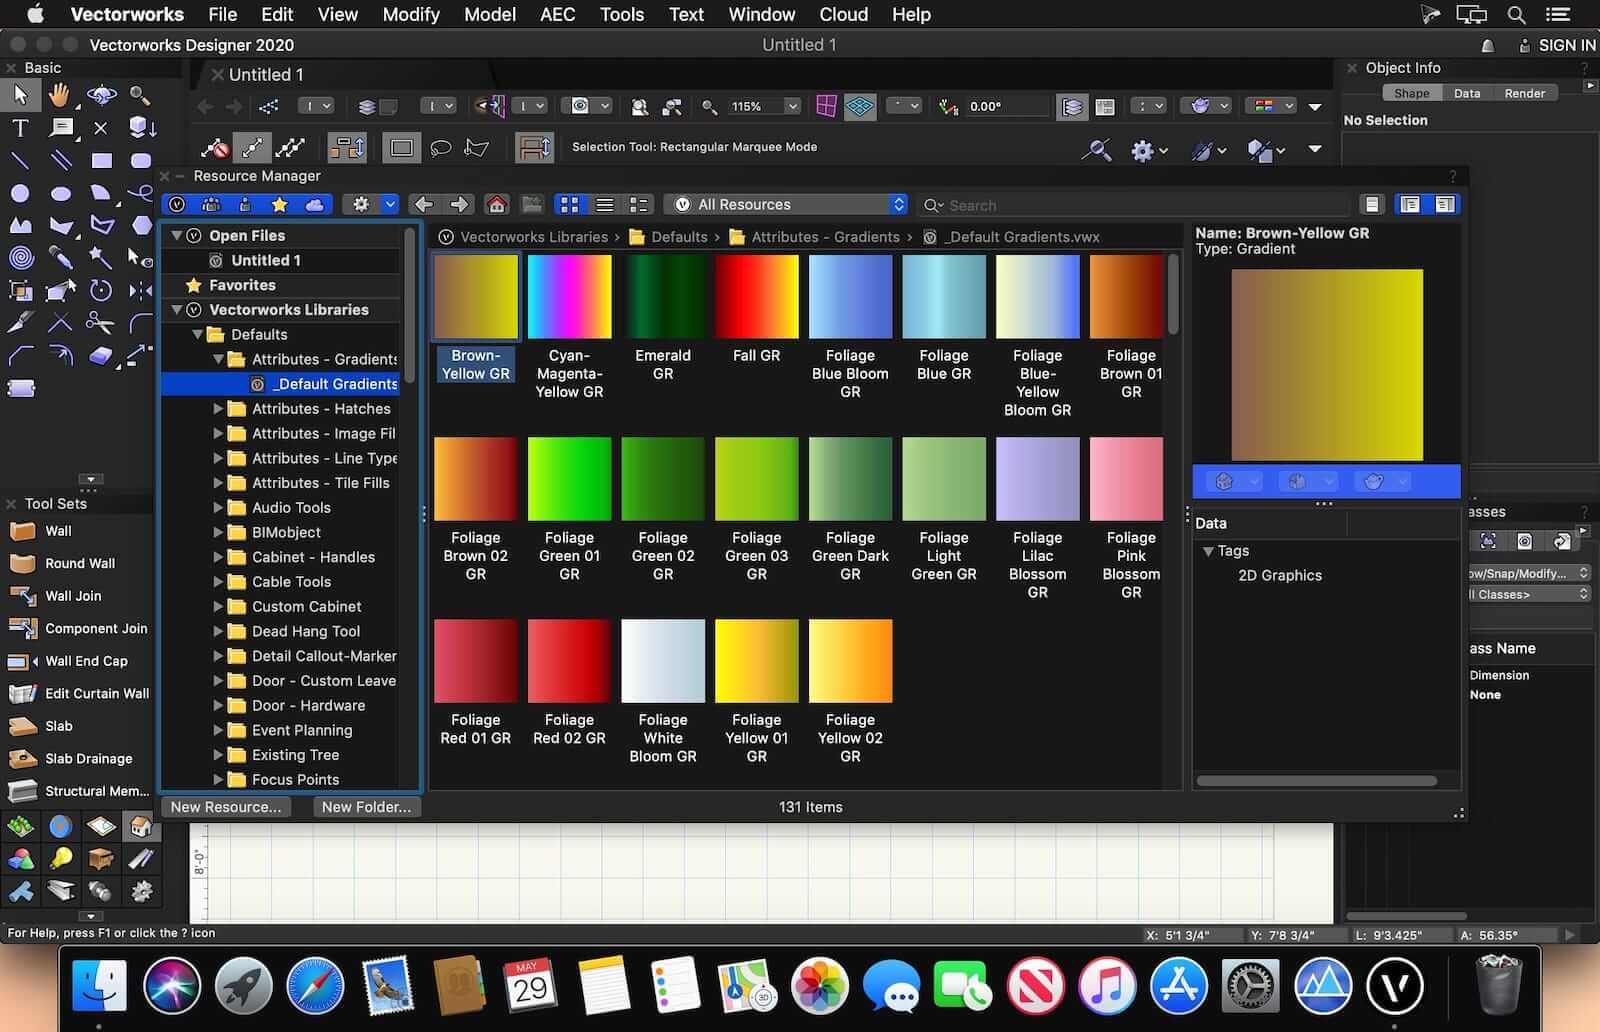 Vectorworks File Edit View Modify Model AEC Tools Text Window Cloud Help
Vectorworks Designer 2020
Untitled 1
SIGN IN
Basic
Untitled 1
Object Info
?
Shape Data Render
No Selection
115%
0.00°
Selection Tool: Rectangular Marquee Mode
Resource Manager
?
All Resources
Search
Open Files
Untitled 1
Favorites
Vectorworks Libraries
Defaults
Attributes - Gradients
_Default Gradients
Attributes - Hatches
Attributes - Image Fil
Attributes - Line Type
Attributes - Tile Fills
Audio Tools
BIMobject
Cabinet - Handles
Cable Tools
Custom Cabinet
Dead Hang Tool
Detail Callout-Marker
Door - Custom Leave
Door - Hardware
Event Planning
Existing Tree
Focus Points
New Resource...
New Folder...
Vectorworks Libraries > Defaults > Attributes - Gradients > _Default Gradients.vwx
Brown-
Yellow GR
Cyan-
Magenta-
Yellow GR
Emerald
GR
Fall GR
Foliage
Blue Bloom
GR
Foliage
Blue GR
Foliage
Blue-
Yellow
Bloom GR
Foliage
Brown 01
GR
Foliage
Brown 02
GR
Foliage
Green 01
GR
Foliage
Green 02
GR
Foliage
Green 03
GR
Foliage
Green Dark
GR
Foliage
Light
Green GR
Foliage
Lilac
Blossom
GR
Foliage
Pink
Blossom
GR
Foliage
Red 01 GR
Foliage
Red 02 GR
Foliage
White
Bloom GR
Foliage
Yellow 01
GR
Foliage
Yellow 02
GR
131 Items
Name: Brown-Yellow GR
Type: Gradient
Data
Tags
2D Graphics
Tool Sets
Wall
Round Wall
Wall Join
Component Join
Wall End Cap
Edit Curtain Wall
Slab
Slab Drainage
Structural Mem...
asses
?
ow/Snap/Modify...
ll Classes>
ass Name
Dimension
None
8'-0"
For Help, press F1 or click the ? icon
X: 5'1 3/4"
Y: 7'8 3/4"
L: 9'3.425"
A: 56.35°
MAY
29
3D